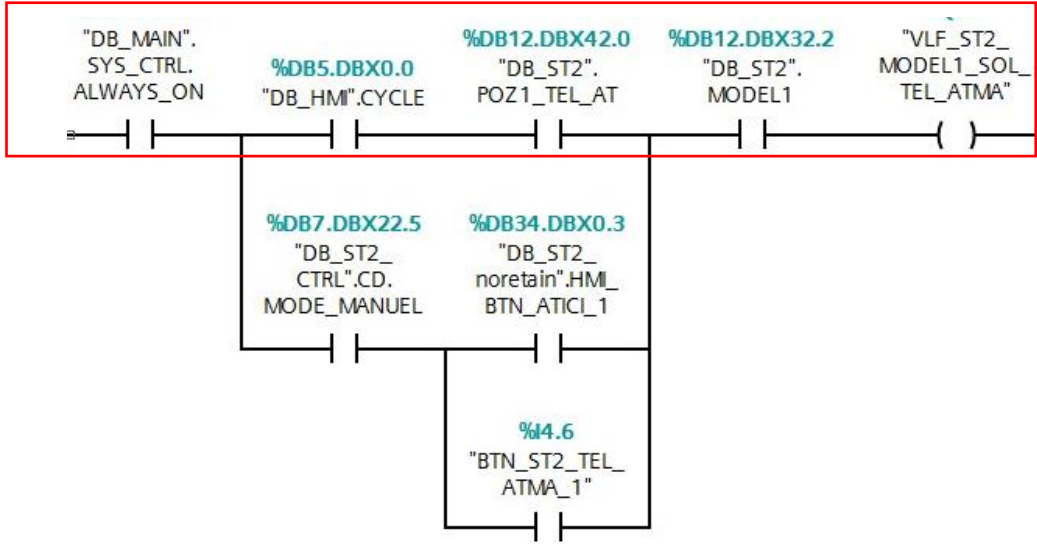 "DB_MAIN".
SYS_CTRL.
ALWAYS_ON
%DB5.DBX0.0
"DB_HMI".CYCLE
%DB12.DBX42.0
"DB_ST2".
POZ1_TEL_AT
%DB12.DBX32.2
"DB_ST2".
MODEL1
"VLF_ST2_
MODEL1_SOL_
TEL_ATMA"
%DB7.DBX22.5
"DB_ST2_
CTRL".CD.
MODE_MANUEL
%DB34.DBX0.3
"DB_ST2_
noretain".HMI_
BTN_ATICI_1
%I4.6
"BTN_ST2_TEL_
ATMA_1"